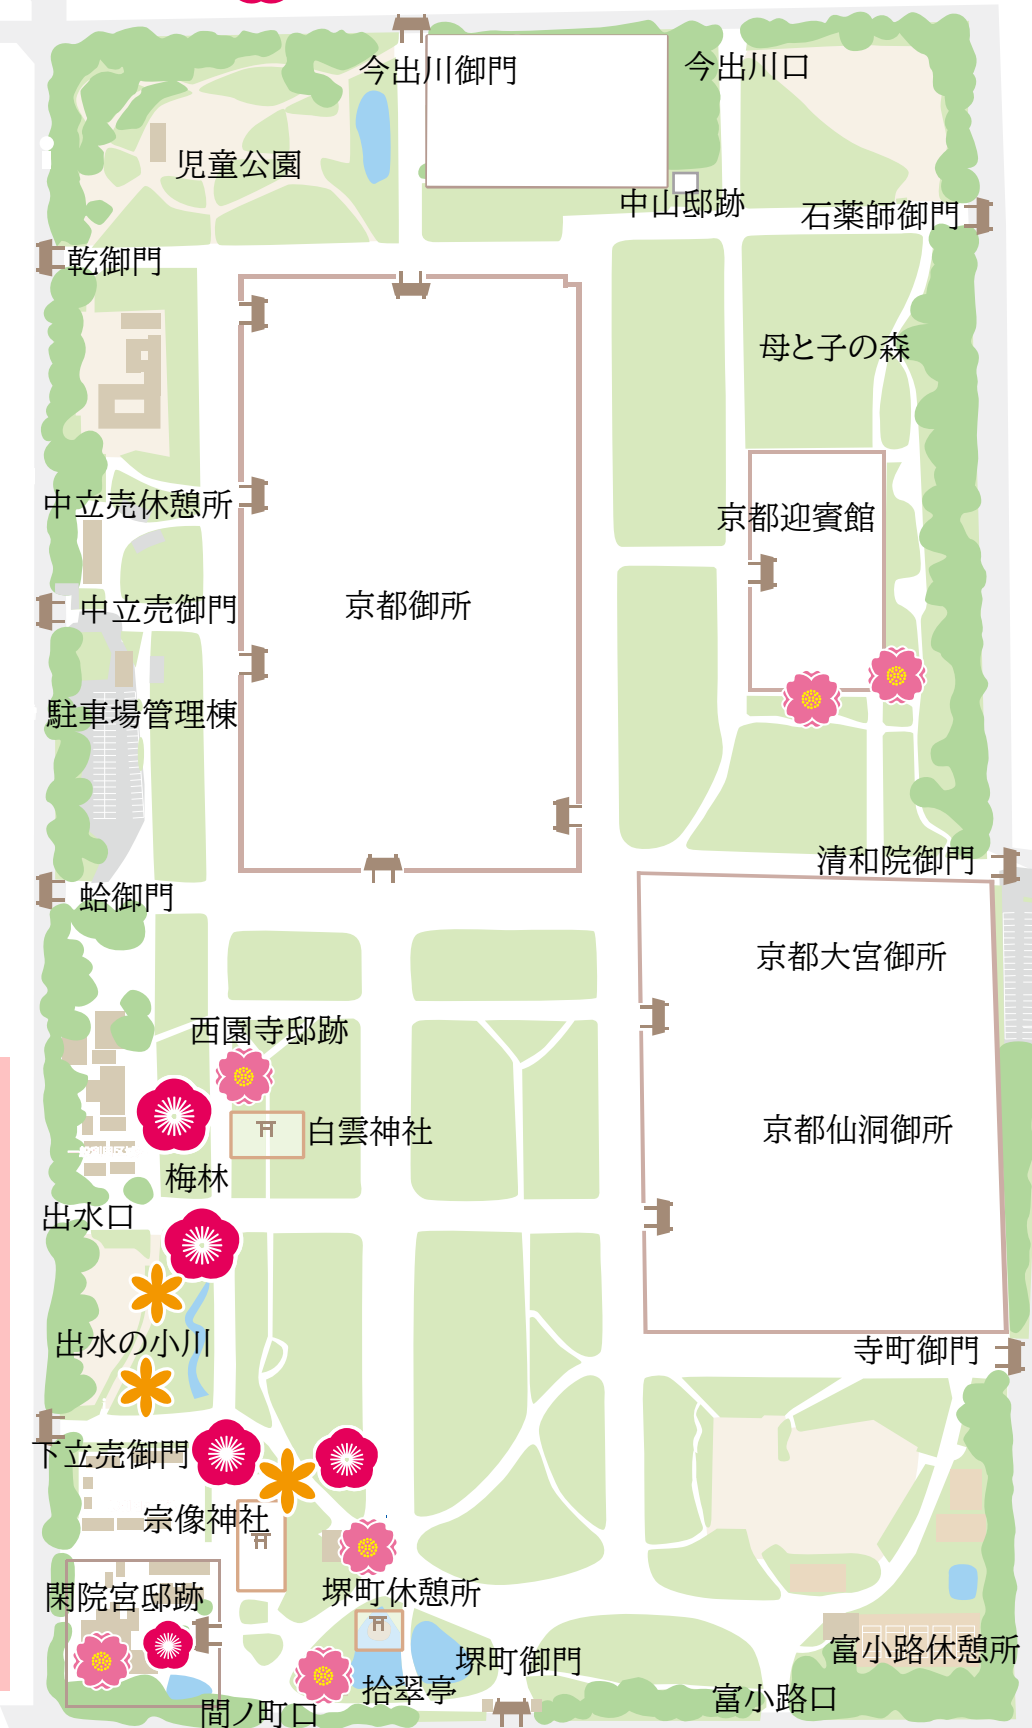 今出川御門
今出川口
児童公園
中山邸跡
石薬師御門
乾御門
母と子の森
中立売休憩所
京都迎賓館
中立売御門
京都御所
駐車場管理棟
清和院御門
蛤御門
京都大宮御所
西園寺邸跡
白雲神社
京都仙洞御所
梅林
出水口
出水の小川
寺町御門
下立売御門
宗像神社
堺町休憩所
閑院宮邸跡
富小路休憩所
堺町御門
拾翠亭
富小路口
間ノ町口